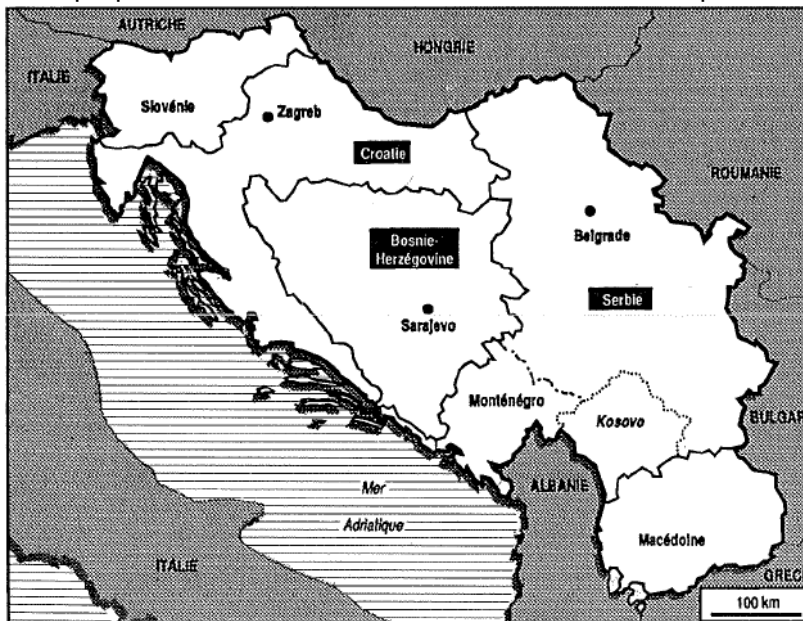 AUTRICHE
HONGRIE
ITALIE
Slovénie
Zagreb
Croatie
ROUMANIE
Belgrade
Bosnie-
Herzégovine
Serbie
Sarajevo
Monténégro
Kosovo
BULGAR
ALBANIE
Mer
Adriatique
Macédoine
ITALIE
GREC
100 km